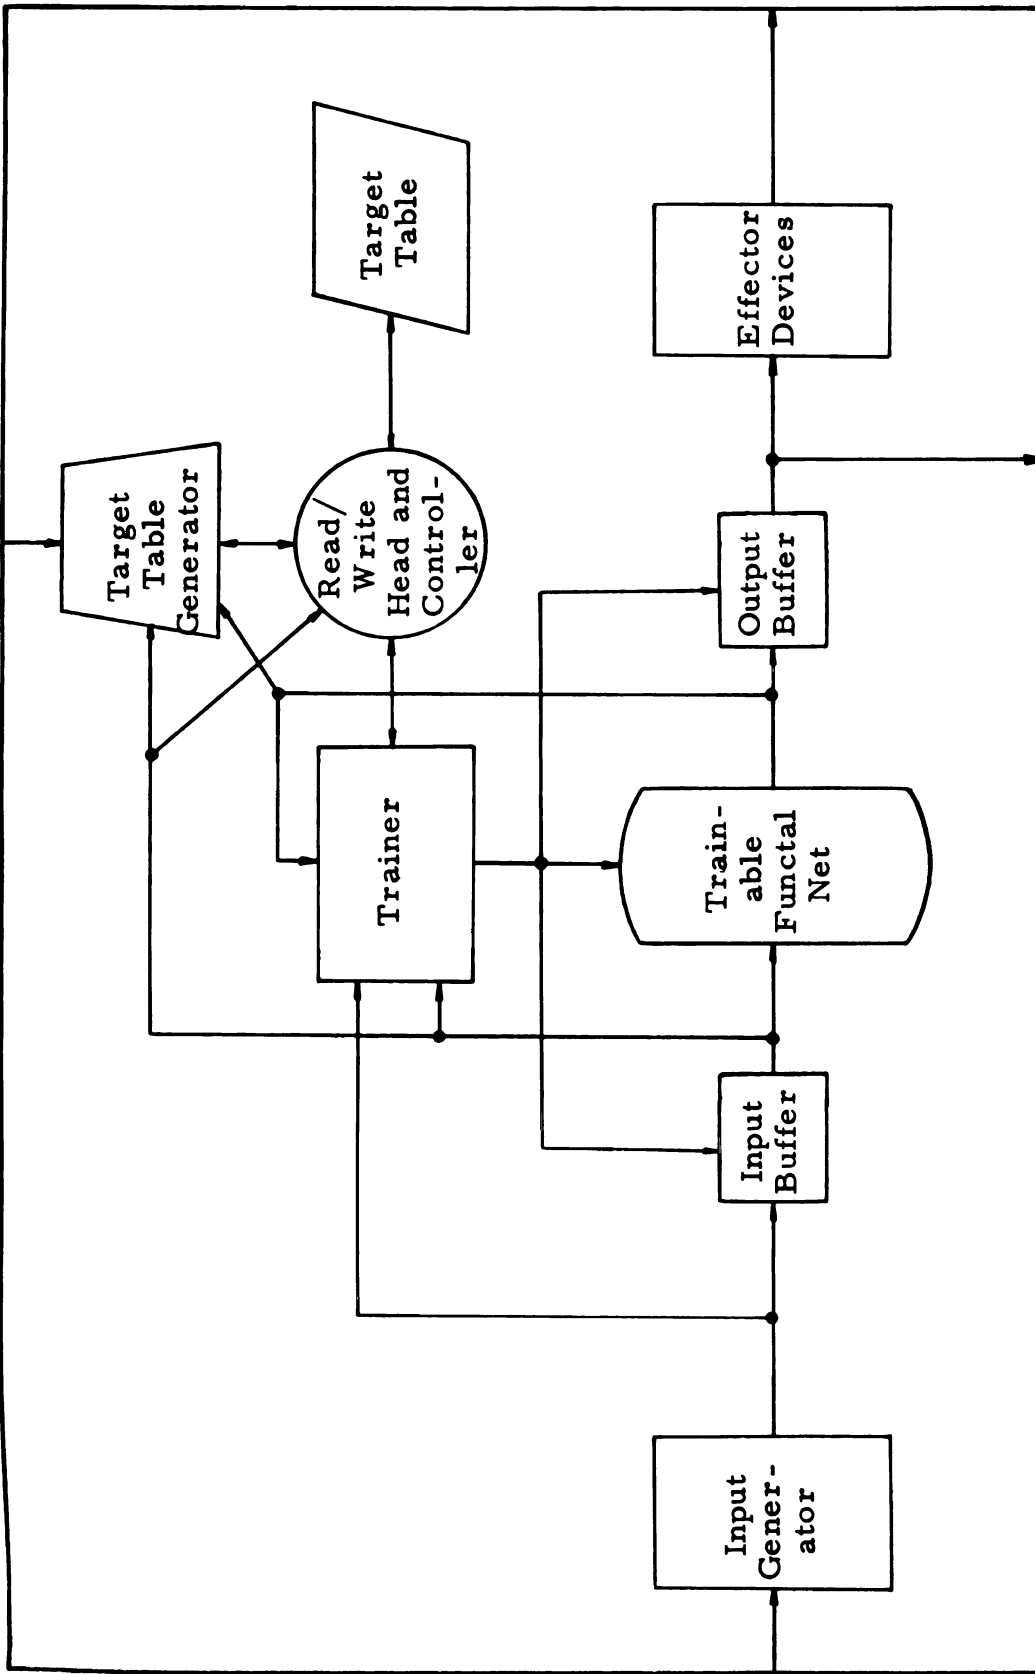 Target
Table
Generator
Target
Table
Read/
Write
Head and
Control-
ler
Trainer
Input
Gener-
ator
Input
Buffer
Train-
able
Functal
Net
Output
Buffer
Effector
Devices